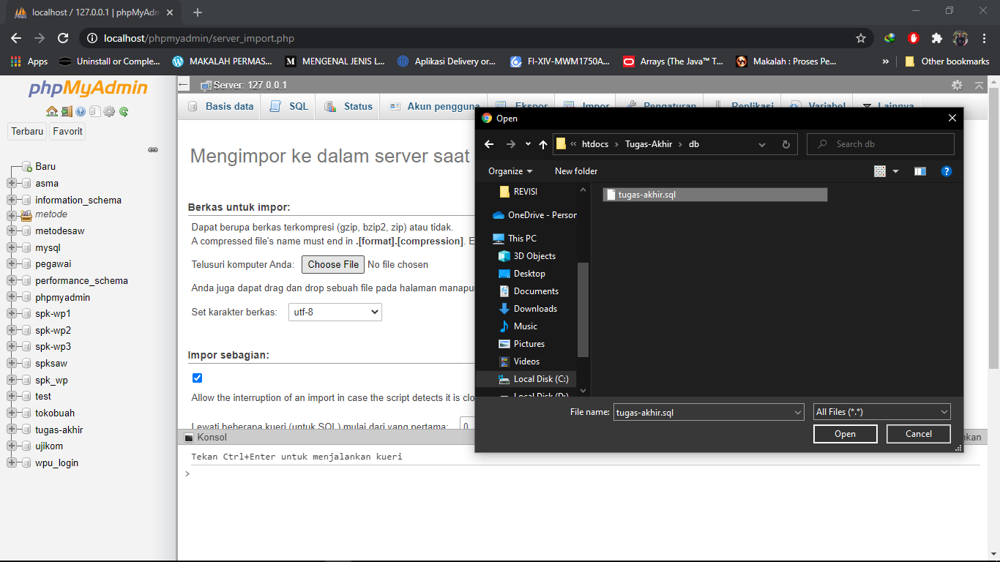 localhost / 127.0.0.1 | phpMyAdm
localhost/phpmyadmin/server_import.php
Apps
Uninstall or Comple...
MAKALAH PERMAS...
MENGENAL JENIS L...
Aplikasi Delivery or...
FI-XIV-MWM1750A...
Arrays (The Java™ T...
Makalah : Proses Pe...
»
Other bookmarks
phpMyAdmin
Terbaru
Favorit
Baru
asma
information_schema
metode
metodesaw
mysql
pegawai
performance_schema
phpmyadmin
spk-wp1
spk-wp2
spk-wp3
spksaw
spk_wp
test
tokobuah
tugas-akhir
ujikom
wpu_login
Server: 127.0.0.1
Basis data
SQL
Status
Akun pengguna
Ekspor
Impor
Pengaturan
Replikasi
Variabel
Lainnya
Mengimpor ke dalam server saat
Berkas untuk impor:
Dapat berupa berkas terkompresi (gzip, bzip2, zip) atau tidak.
A compressed file's name must end in .[format].[compression]. E
Telusuri komputer Anda: Choose File No file chosen
Anda juga dapat drag dan drop sebuah file pada halaman manapu
Set karakter berkas: utf-8
Impor sebagian:
Allow the interruption of an import in case the script detects it is clo
Lewati beberapa kueri (untuk SQL) mulai dari yang pertama: 0
Konsol
nkan
Tekan Ctrl+Enter untuk menjalankan kueri
>
Open
« htdocs › Tugas-Akhir › db
Search db
Organize
New folder
REVISI
OneDrive - Person
This PC
3D Objects
Desktop
Documents
Downloads
Music
Pictures
Videos
Local Disk (C:)
Local Disk (D:)
tugas-akhir.sql
File name: tugas-akhir.sql
All Files (*.*)
Open
Cancel